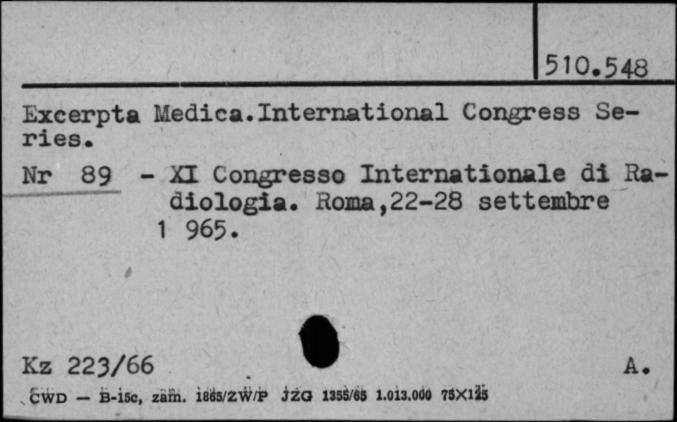 510.548
Excerpta Medica.International Congress Se-
ries.
Nr 89 - XI Congresso Internationale di Ra-
diologia. Roma,22-28 settembre
1 965.
Kz 223/66 A.
CWD — B-15c, zam. 1865/ZW/P JZG 1355/65 1.013.000 75X125